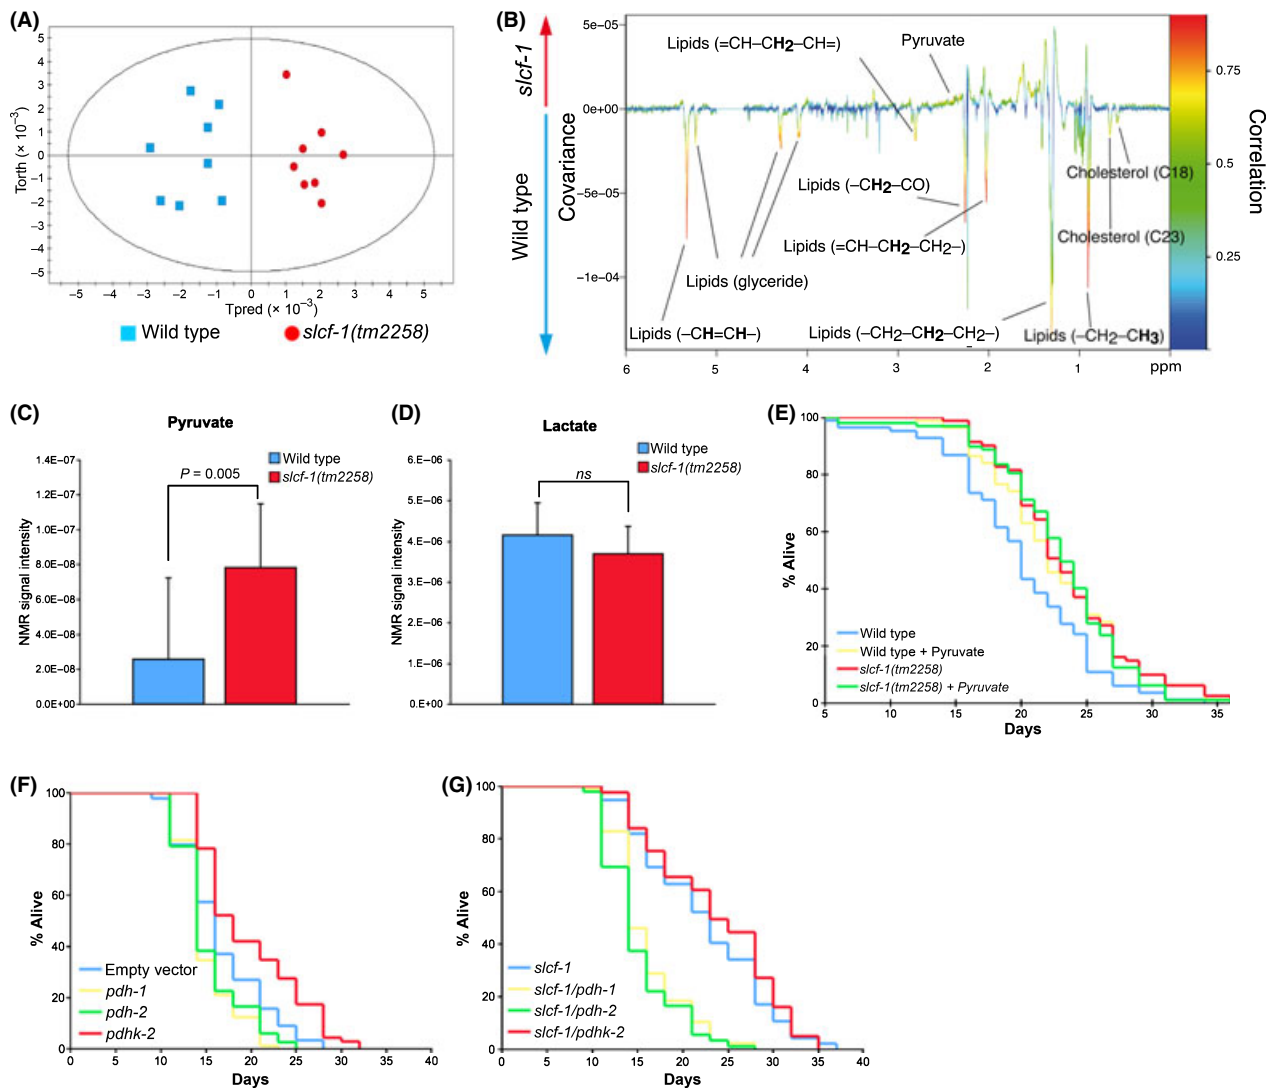 (A)
5
4
3
2
1
0
−1
−2
−3
−4
−5
Torth (× 10⁻³)
−5 −4 −3 −2 −1 0 1 2 3 4 5
Tpred (× 10⁻³)
Wild type slcf-1(tm2258)
(B)
slcf-1
Wild type
Covariance
5e−05
0e+00
−5e−05
−1e−04
Lipids (=CH−CH2−CH=)
Pyruvate
Lipids (−CH2−CO)
Cholesterol (C18)
Lipids (=CH−CH2−CH2−)
Cholesterol (C23)
Lipids (glyceride)
Lipids (−CH=CH−)
Lipids (−CH2−CH2−CH2−)
Lipids (−CH2−CH3)
6 5 4 3 2 1 ppm
0.75
0.5
0.25
Correlation
(C)
Pyruvate
Wild type
slcf-1(tm2258)
P = 0.005
1.4E−07
1.2E−07
1.0E−07
8.0E−08
6.0E−08
4.0E−08
2.0E−08
0.0E+00
NMR signal intensity
(D)
Lactate
Wild type
slcf-1(tm2258)
ns
6.E−06
5.E−06
4.E−06
3.E−06
2.E−06
1.E−06
0.E+00
NMR signal intensity
(E)
100
80
60
40
20
0
% Alive
Wild type
Wild type + Pyruvate
slcf-1(tm2258)
slcf-1(tm2258) + Pyruvate
5 10 15 20 25 30 35
Days
(F)
100
80
60
40
20
0
% Alive
Empty vector
pdh-1
pdh-2
pdhk-2
0 5 10 15 20 25 30 35 40
Days
(G)
100
80
60
40
20
0
% Alive
slcf-1
slcf-1/pdh-1
slcf-1/pdh-2
slcf-1/pdhk-2
0 5 10 15 20 25 30 35 40
Days